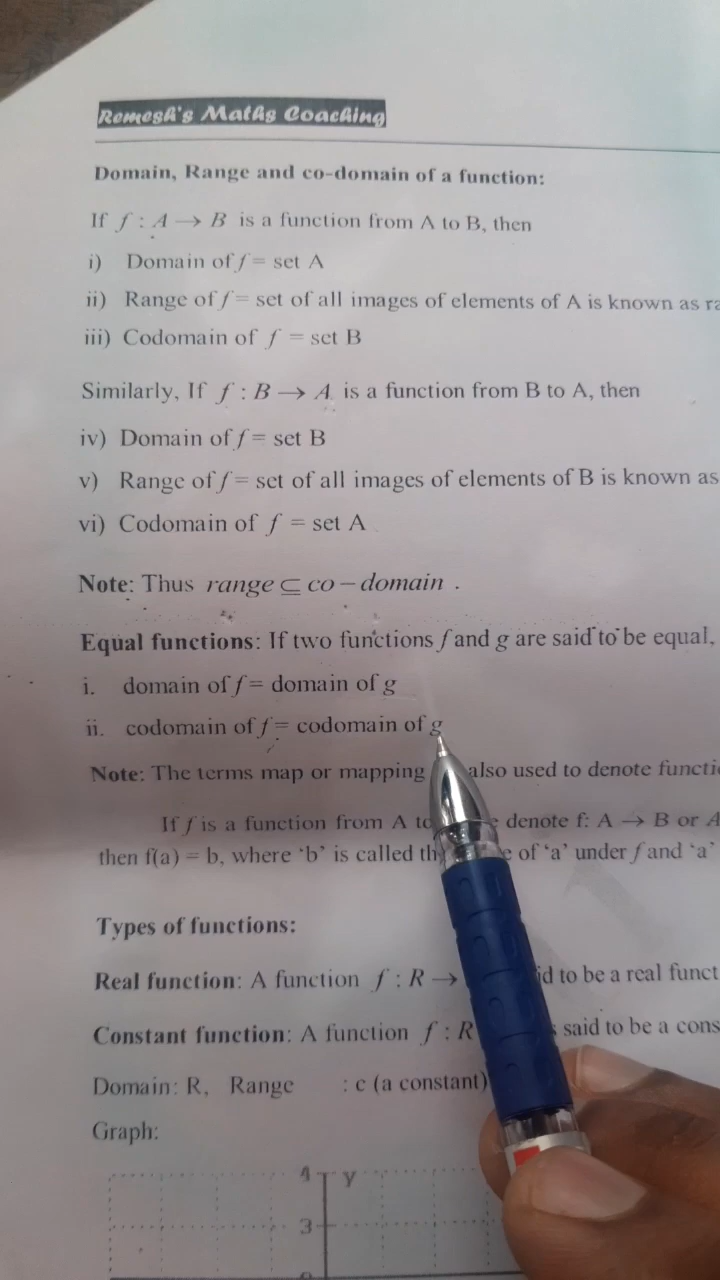 Remesh's Maths Coaching
Domain, Range and co-domain of a function:
If f : A → B is a function from A to B, then
i) Domain of f = set A
ii) Range of f = set of all images of elements of A is known as
iii) Codomain of f = set B
Similarly, If f : B → A is a function from B to A, then
iv) Domain of f = set B
v) Range of f = set of all images of elements of B is known as
vi) Codomain of f = set A
Note: Thus range ⊆ co – domain .
Equal functions: If two functions f and g are said to be equal,
i. domain of f = domain of g
ii. codomain of f = codomain of g
Note: The terms map or mapping also used to denote
If f is a function from A to denote f: A → B or A
then f(a) = b, where ‘b’ is called of ‘a’ under f and ‘a’
Types of functions:
Real function: A function f : R → to be a real
Constant function: A function f : R said to be a
Domain: R, Range : c (a constant)
Graph:
4 y
3